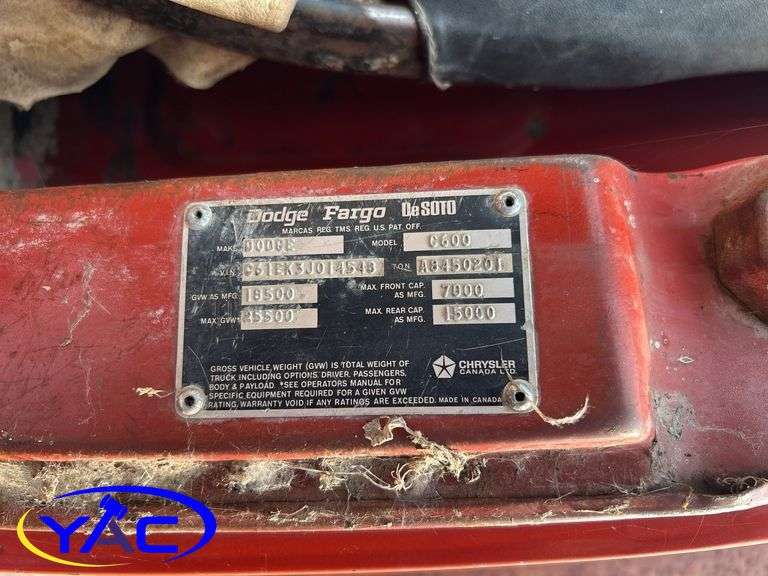 Dodge Fargo DeSOTO
MARCAS REG. TMS. REG. U.S. PAT. OFF.
MAKE DODGE MODEL C600
V.I.N. C61EK3J014543 T.O.N. A8450201
GVW AS MFG. 18500 MAX. FRONT CAP. AS MFG. 7000
MAX. GVW* 35500 MAX. REAR CAP. AS MFG. 15000
GROSS VEHICLE WEIGHT (GVW) IS TOTAL WEIGHT OF
TRUCK INCLUDING OPTIONS, DRIVER, PASSENGERS,
BODY & PAYLOAD. *SEE OPERATORS MANUAL FOR
SPECIFIC EQUIPMENT REQUIRED FOR A GIVEN GVW
RATING. WARRANTY VOID IF ANY RATINGS ARE EXCEEDED. MADE IN CANADA
CHRYSLER
CANADA LTD.
YAC